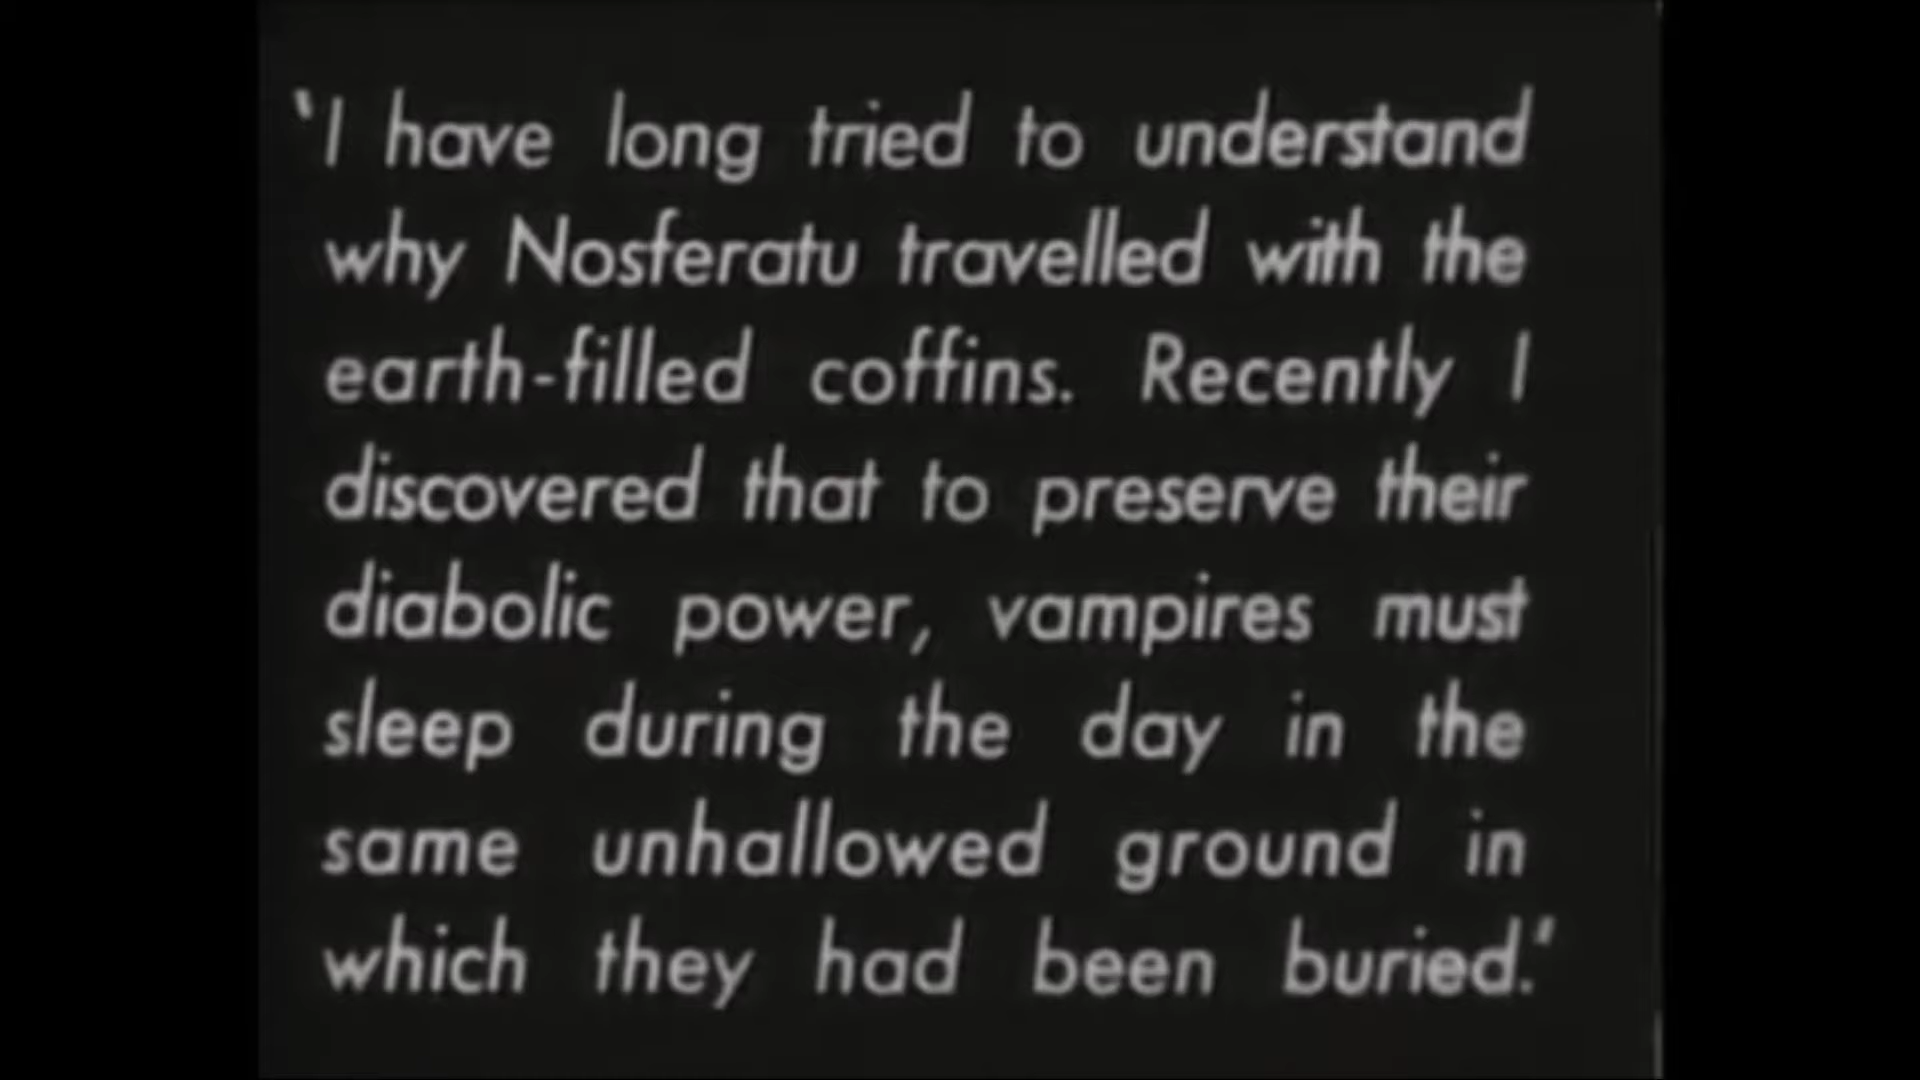 'I have long tried to understand
why Nosferatu travelled with the
earth-filled coffins. Recently I
discovered that to preserve their
diabolic power, vampires must
sleep during the day in the
same unhallowed ground in
which they had been buried.'